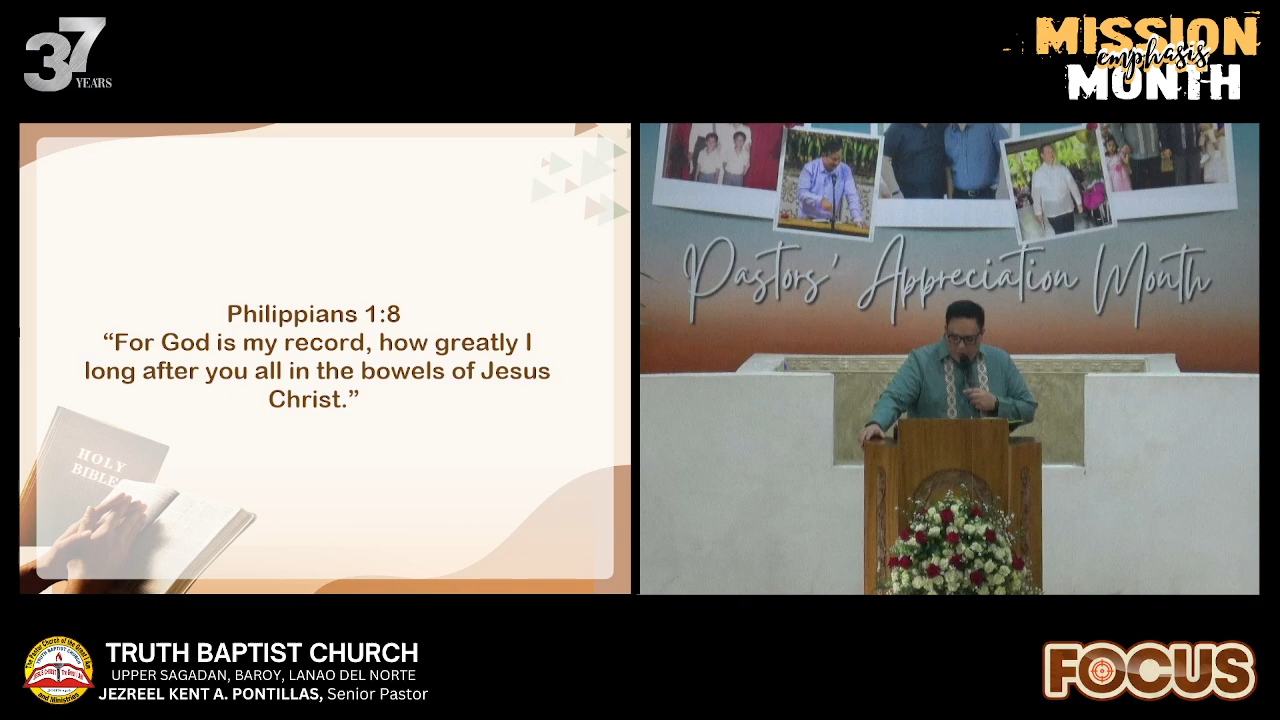 37
YEARS
MISSION
emphasis
MONTH
Philippians 1:8
“For God is my record, how greatly I
long after you all in the bowels of Jesus
Christ.”
HOLY
BIBLE
Pastors' Appreciation Month
TRUTH BAPTIST CHURCH
UPPER SAGADAN, BAROY, LANAO DEL NORTE
JEZREEL KENT A. PONTILLAS, Senior Pastor
FOCUS